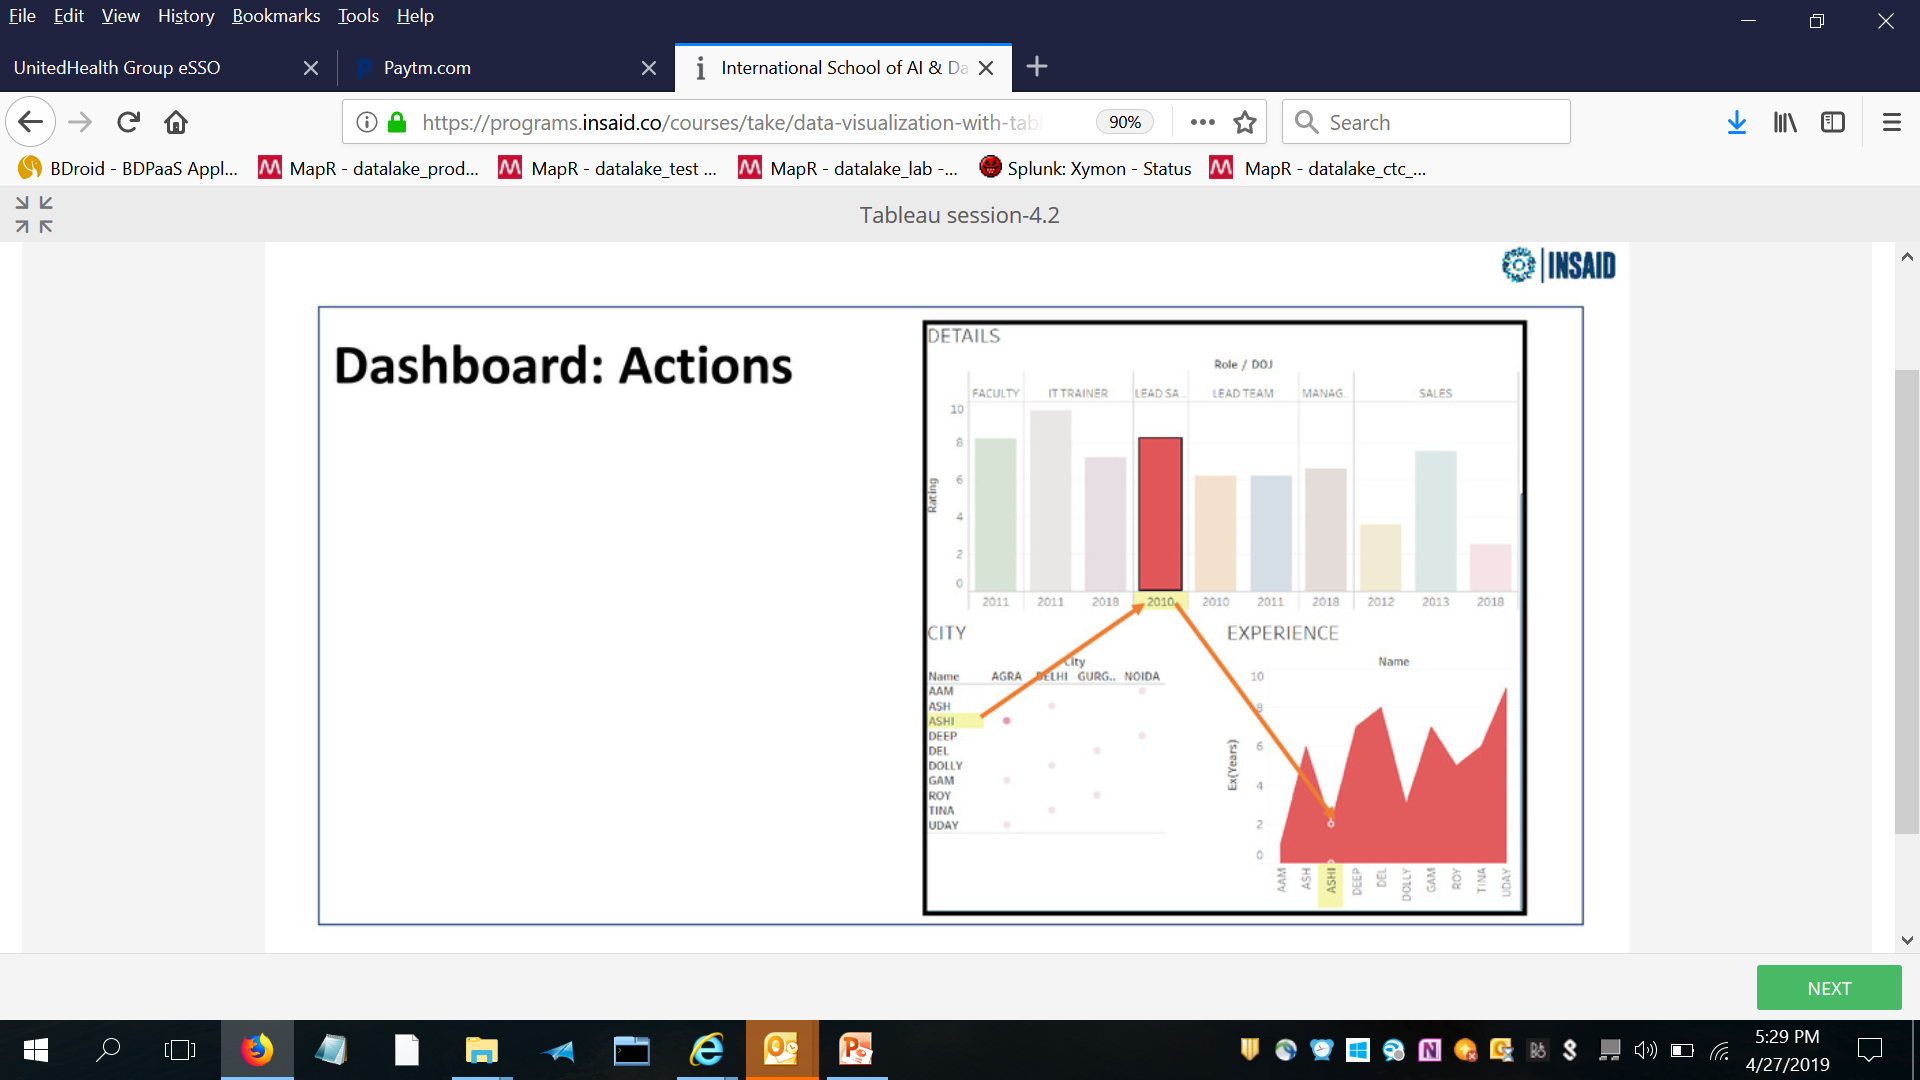 File Edit View History Bookmarks Tools Help
UnitedHealth Group eSSO
Paytm.com
International School of AI & Da
https://programs.insaid.co/courses/take/data-visualization-with-tabl
90%
Search
BDroid - BDPaaS Appl...
MapR - datalake_prod...
MapR - datalake_test ...
MapR - datalake_lab -...
Splunk: Xymon - Status
MapR - datalake_ctc_...
Tableau session-4.2
INSAID
Dashboard: Actions
DETAILS
Role / DOJ
FACULTY IT TRAINER LEAD SA.. LEAD TEAM MANAG.. SALES
Rating
10
8
6
4
2
0
2011 2011 2018 2010 2010 2011 2018 2012 2013 2018
CITY
City
Name AGRA DELHI GURG.. NOIDA
AAM
ASH
ASHI
DEEP
DEL
DOLLY
GAM
ROY
TINA
UDAY
EXPERIENCE
Name
Ex(Years)
10
8
6
4
2
0
AAM ASH ASHI DEEP DEL DOLLY GAM ROY TINA UDAY
NEXT
5:29 PM
4/27/2019